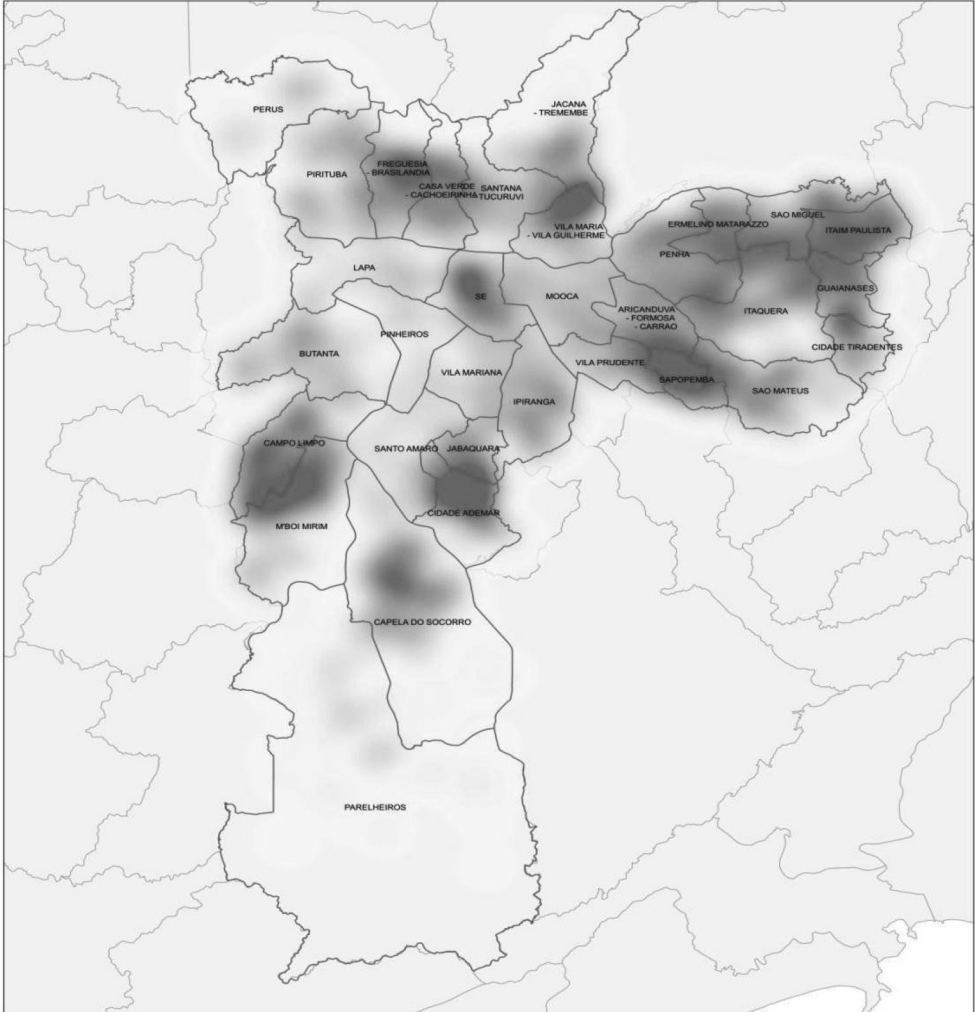 JACANA
- TREMEMBE
PERUS
PIRITUBA
FREGUESIA
- BRASILANDIA
CASA VERDE
- CACHOEIRINHA
SANTANA
TUCURUVI
VILA MARIA
- VILA GUILHERME
ERMELINO MATARAZZO
SAO MIGUEL
ITAIM PAULISTA
PENHA
LAPA
SE
MOOCA
GUAIANASES
ITAQUERA
ARICANDUVA
- FORMOSA
- CARRAO
PINHEIROS
BUTANTA
CIDADE TIRADENTES
VILA MARIANA
VILA PRUDENTE
SAPOPEMBA
SAO MATEUS
IPIRANGA
CAMPO LIMPO
SANTO AMARO
JABAQUARA
CIDADE ADEMAR
M'BOI MIRIM
CAPELA DO SOCORRO
PARELHEIROS